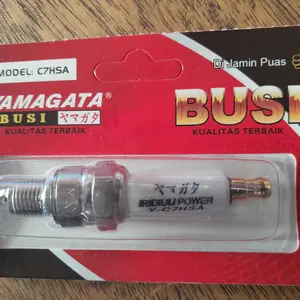 MODEL: C7HSA
Di Jamin Puas
YAMAGATA
BUSI ヤマガタ
KUALITAS TERBAIK
BUSI
KUALITAS TERBAIK
ヤマガタ
IRIDIUM POWER
Y-C7HSA